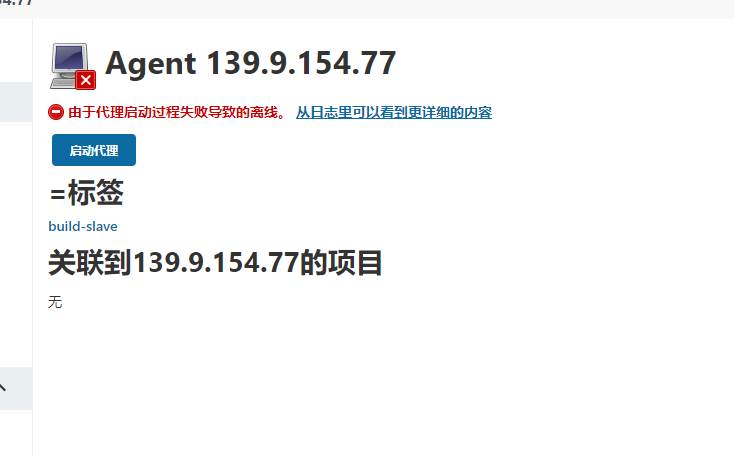 Agent 139.9.154.77
由于代理启动过程失败导致的离线。 从日志里可以看到更详细的内容
启动代理
=标签
build-slave
关联到139.9.154.77的项目
无